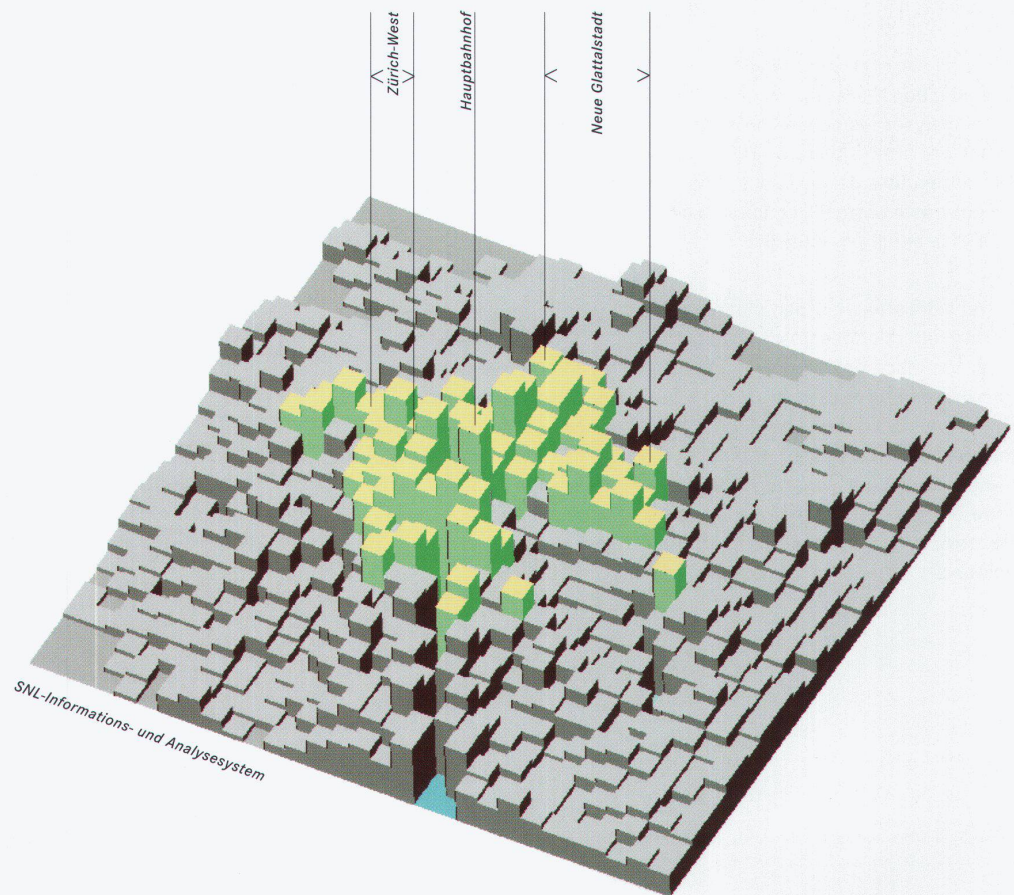 Zürich-West
Hauptbahnhof
Neue Glattalstadt
SNL-Informations- und Analysesystem